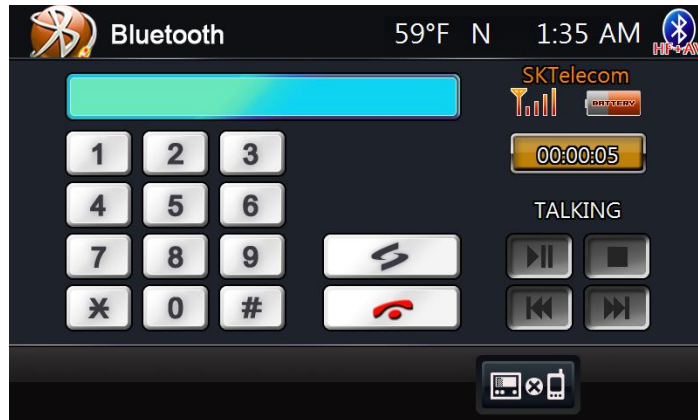 Bluetooth 59°F N 1:35 AM
HF+AV
SKTelecom
BATTERY
00:00:05
1 2 3
4 5 6
TALKING
7 8 9
* 0 #